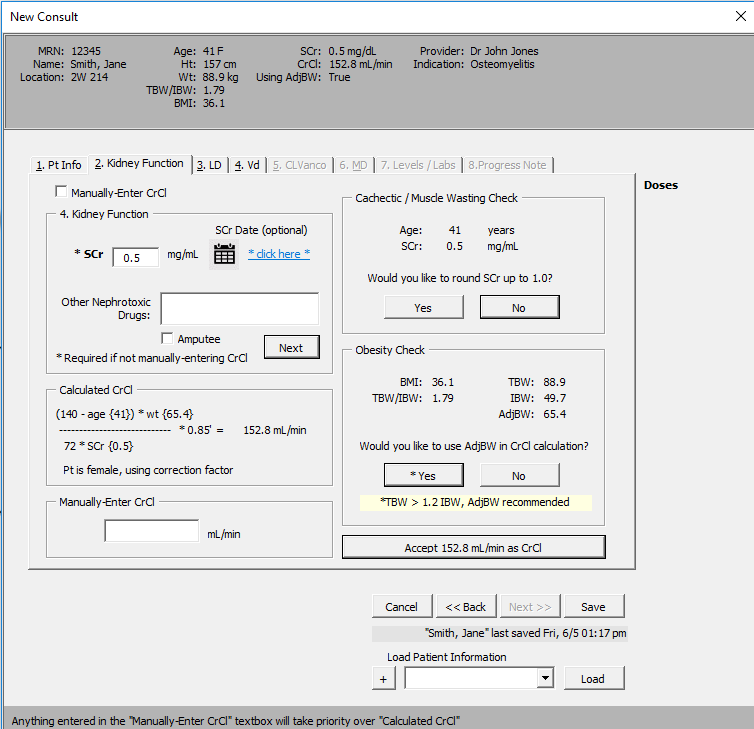 New Consult
MRN: 12345 Age: 41 F SCr: 0.5 mg/dL Provider: Dr John Jones
Name: Smith, Jane Ht: 157 cm CrCl: 152.8 mL/min Indication: Osteomyelitis
Location: 2W 214 Wt: 88.9 kg Using AdjBW: True
TBW/IBW: 1.79
BMI: 36.1
1. Pt Info 2. Kidney Function 3. LD 4. Vd 5. CLVanco 6. MD 7. Levels / Labs 8.Progress Note
Doses
Manually-Enter CrCl
4. Kidney Function
SCr Date (optional)
* SCr 0.5 mg/mL * click here *
Other Nephrotoxic
Drugs:
Amputee
* Required if not manually-entering CrCl
Next
Calculated CrCl
(140 - age {41}) * wt {65.4}
---------------------------- * 0.85' = 152.8 mL/min
72 * SCr {0.5}
Pt is female, using correction factor
Manually-Enter CrCl
mL/min
Cachectic / Muscle Wasting Check
Age: 41 years
SCr: 0.5 mg/mL
Would you like to round SCr up to 1.0?
Yes No
Obesity Check
BMI: 36.1 TBW: 88.9
TBW/IBW: 1.79 IBW: 49.7
AdjBW: 65.4
Would you like to use AdjBW in CrCl calculation?
* Yes No
*TBW > 1.2 IBW, AdjBW recommended
Accept 152.8 mL/min as CrCl
Cancel << Back Next >> Save
"Smith, Jane" last saved Fri, 6/5 01:17 pm
Load Patient Information
+ Load
Anything entered in the "Manually-Enter CrCl" textbox will take priority over "Calculated CrCl"